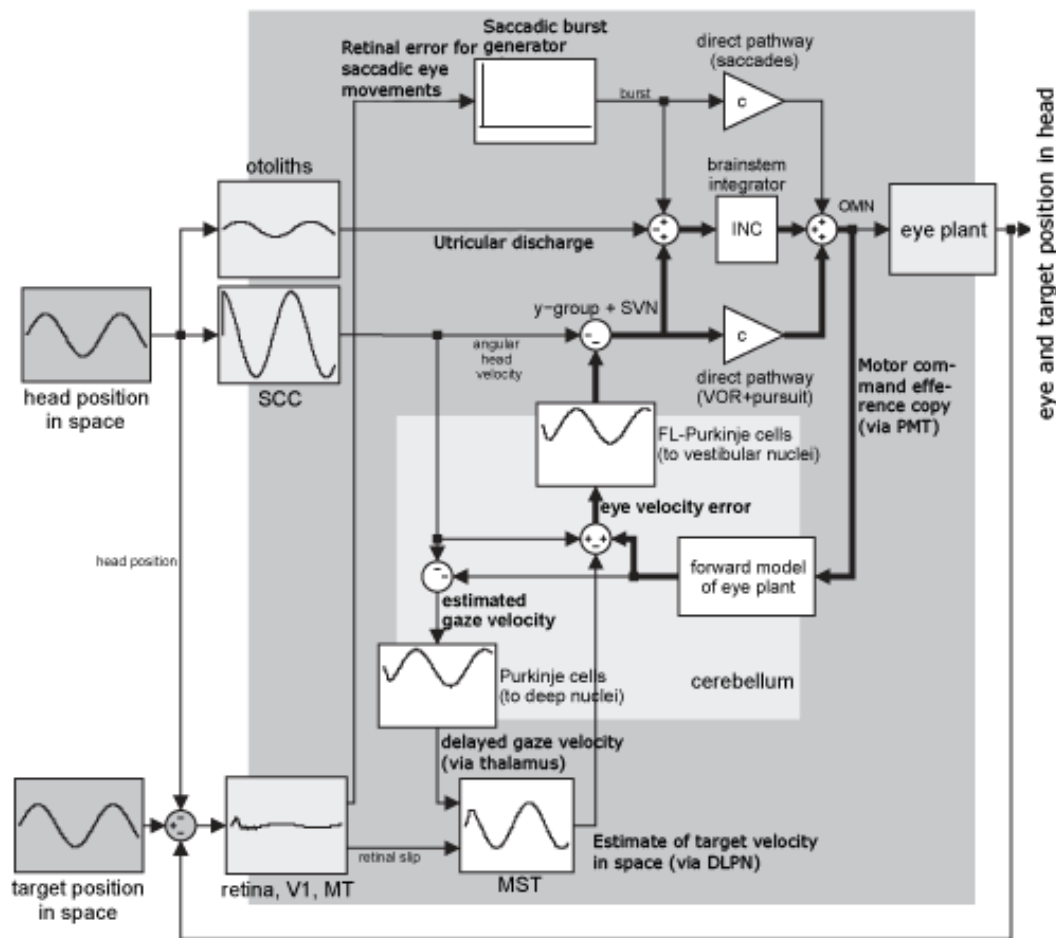 Saccadic burst
generator
Retinal error for
saccadic eye
movements
direct pathway
(saccades)
burst
c
otoliths
brainstem
integrator
OMN
INC
eye plant
Utricular discharge
eye and target position in head
y-group + SVN
angular
head
velocity
c
direct pathway
(VOR+pursuit)
Motor com-
mand effe-
rence copy
(via PMT)
head position
in space
SCC
FL-Purkinje cells
(to vestibular nuclei)
eye velocity error
head position
forward model
of eye plant
estimated
gaze velocity
Purkinje cells
(to deep nuclei)
cerebellum
delayed gaze velocity
(via thalamus)
Estimate of target velocity
in space (via DLPN)
retinal slip
target position
in space
retina, V1, MT
MST